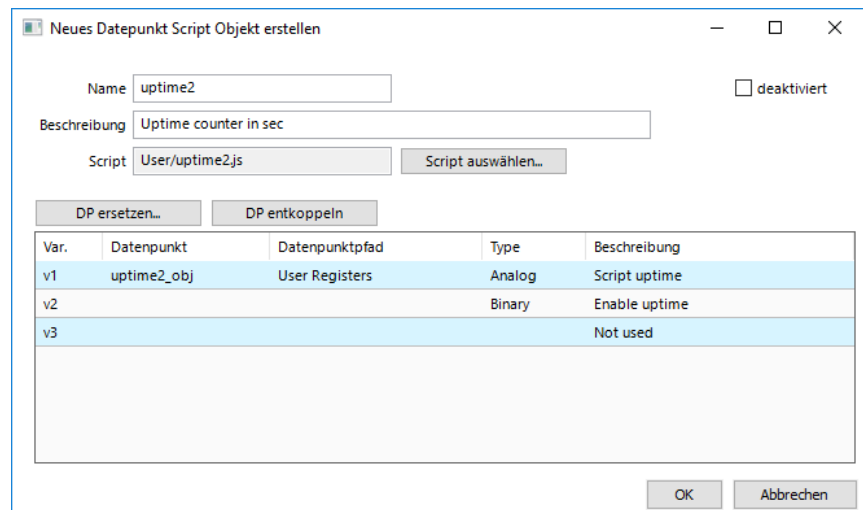 Neues Datepunkt Script Objekt erstellen
Name uptime2 deaktiviert
Beschreibung Uptime counter in sec
Script User/uptime2.js Script auswählen...
DP ersetzen... DP entkoppeln
Var. Datenpunkt Datenpunktpfad Type Beschreibung
v1 uptime2_obj User Registers Analog Script uptime
v2 Binary Enable uptime
v3 Not used
OK Abbrechen